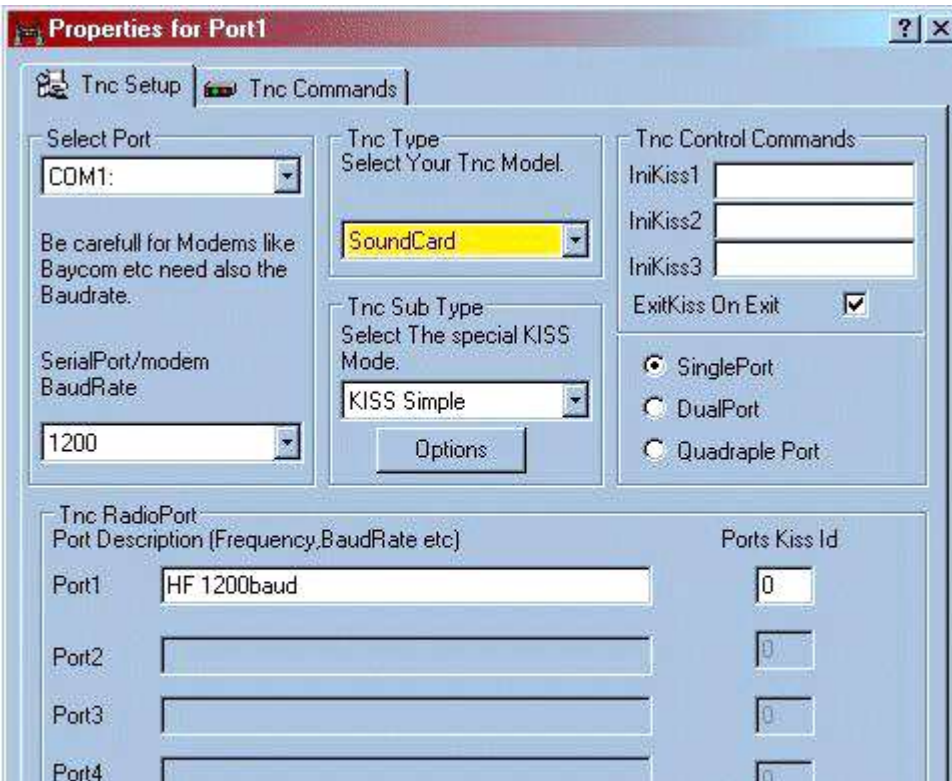 Properties for Port1
Tnc Setup
Tnc Commands
Select Port
COM1:
Be carefull for Modems like
Baycom etc need also the
Baudrate.
SerialPort/modem
BaudRate
1200
Tnc Type
Select Your Tnc Model.
SoundCard
Tnc Sub Type
Select The special KISS
Mode.
KISS Simple
Options
Tnc Control Commands
IniKiss1
IniKiss2
IniKiss3
ExitKiss On Exit
SinglePort
DualPort
Quadraple Port
Tnc RadioPort
Port Description (Frequency,BaudRate etc)
Ports Kiss Id
Port1
HF 1200baud
0
Port2
0
Port3
0
Port4
0